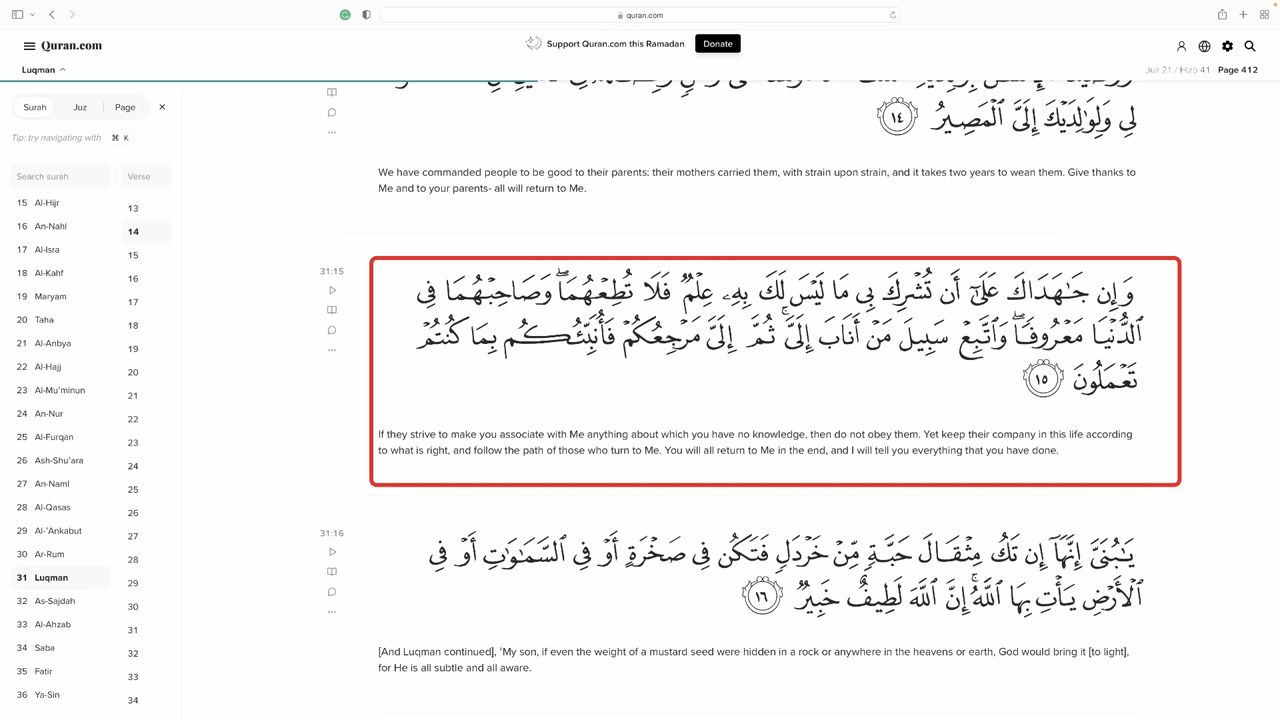 quran.com
Quran.com
Support Quran.com this Ramadan
Donate
Luqman
Juz 21 / Hizb 41 - Page 412
Surah
Juz
Page
Tip: try navigating with ⌘ K
Search surah
Verse
15 Al-Hijr
16 An-Nahl
17 Al-Isra
18 Al-Kahf
19 Maryam
20 Taha
21 Al-Anbya
22 Al-Hajj
23 Al-Mu'minun
24 An-Nur
25 Al-Furqan
26 Ash-Shu'ara
27 An-Naml
28 Al-Qasas
29 Al-'Ankabut
30 Ar-Rum
31 Luqman
32 As-Sajdah
33 Al-Ahzab
34 Saba
35 Fatir
36 Ya-Sin
13
14
15
16
17
18
19
20
21
22
23
24
25
26
27
28
29
30
31
32
33
34
لِي وَلِوَٰلِدَيْكَ إِلَىَّ ٱلْمَصِيرُ ١٤
We have commanded people to be good to their parents: their mothers carried them, with strain upon strain, and it takes two years to wean them. Give thanks to
Me and to your parents- all will return to Me.
31:15
وَإِن جَـٰهَدَاكَ عَلَىٰٓ أَن تُشْرِكَ بِى مَا لَيْسَ لَكَ بِهِۦ عِلْمٌ فَلَا تُطِعْهُمَا ۖ وَصَاحِبْهُمَا فِى
ٱلدُّنْيَا مَعْرُوفًا ۖ وَٱتَّبِعْ سَبِيلَ مَنْ أَنَابَ إِلَىَّ ۚ ثُمَّ إِلَىَّ مَرْجِعُكُمْ فَأُنَبِّئُكُم بِمَا كُنتُمْ
تَعْمَلُونَ ١٥
If they strive to make you associate with Me anything about which you have no knowledge, then do not obey them. Yet keep their company in this life according
to what is right, and follow the path of those who turn to Me. You will all return to Me in the end, and I will tell you everything that you have done.
31:16
يَـٰبُنَىَّ إِنَّهَآ إِن تَكُ مِثْقَالَ حَبَّةٍ مِّنْ خَرْدَلٍ فَتَكُن فِى صَخْرَةٍ أَوْ فِى ٱلسَّمَـٰوَٰتِ أَوْ فِى
ٱلْأَرْضِ يَأْتِ بِهَا ٱللَّهُ ۚ إِنَّ ٱللَّهَ لَطِيفٌ خَبِيرٌ ١٦
[And Luqman continued], 'My son, if even the weight of a mustard seed were hidden in a rock or anywhere in the heavens or earth, God would bring it [to light],
for He is all subtle and all aware.